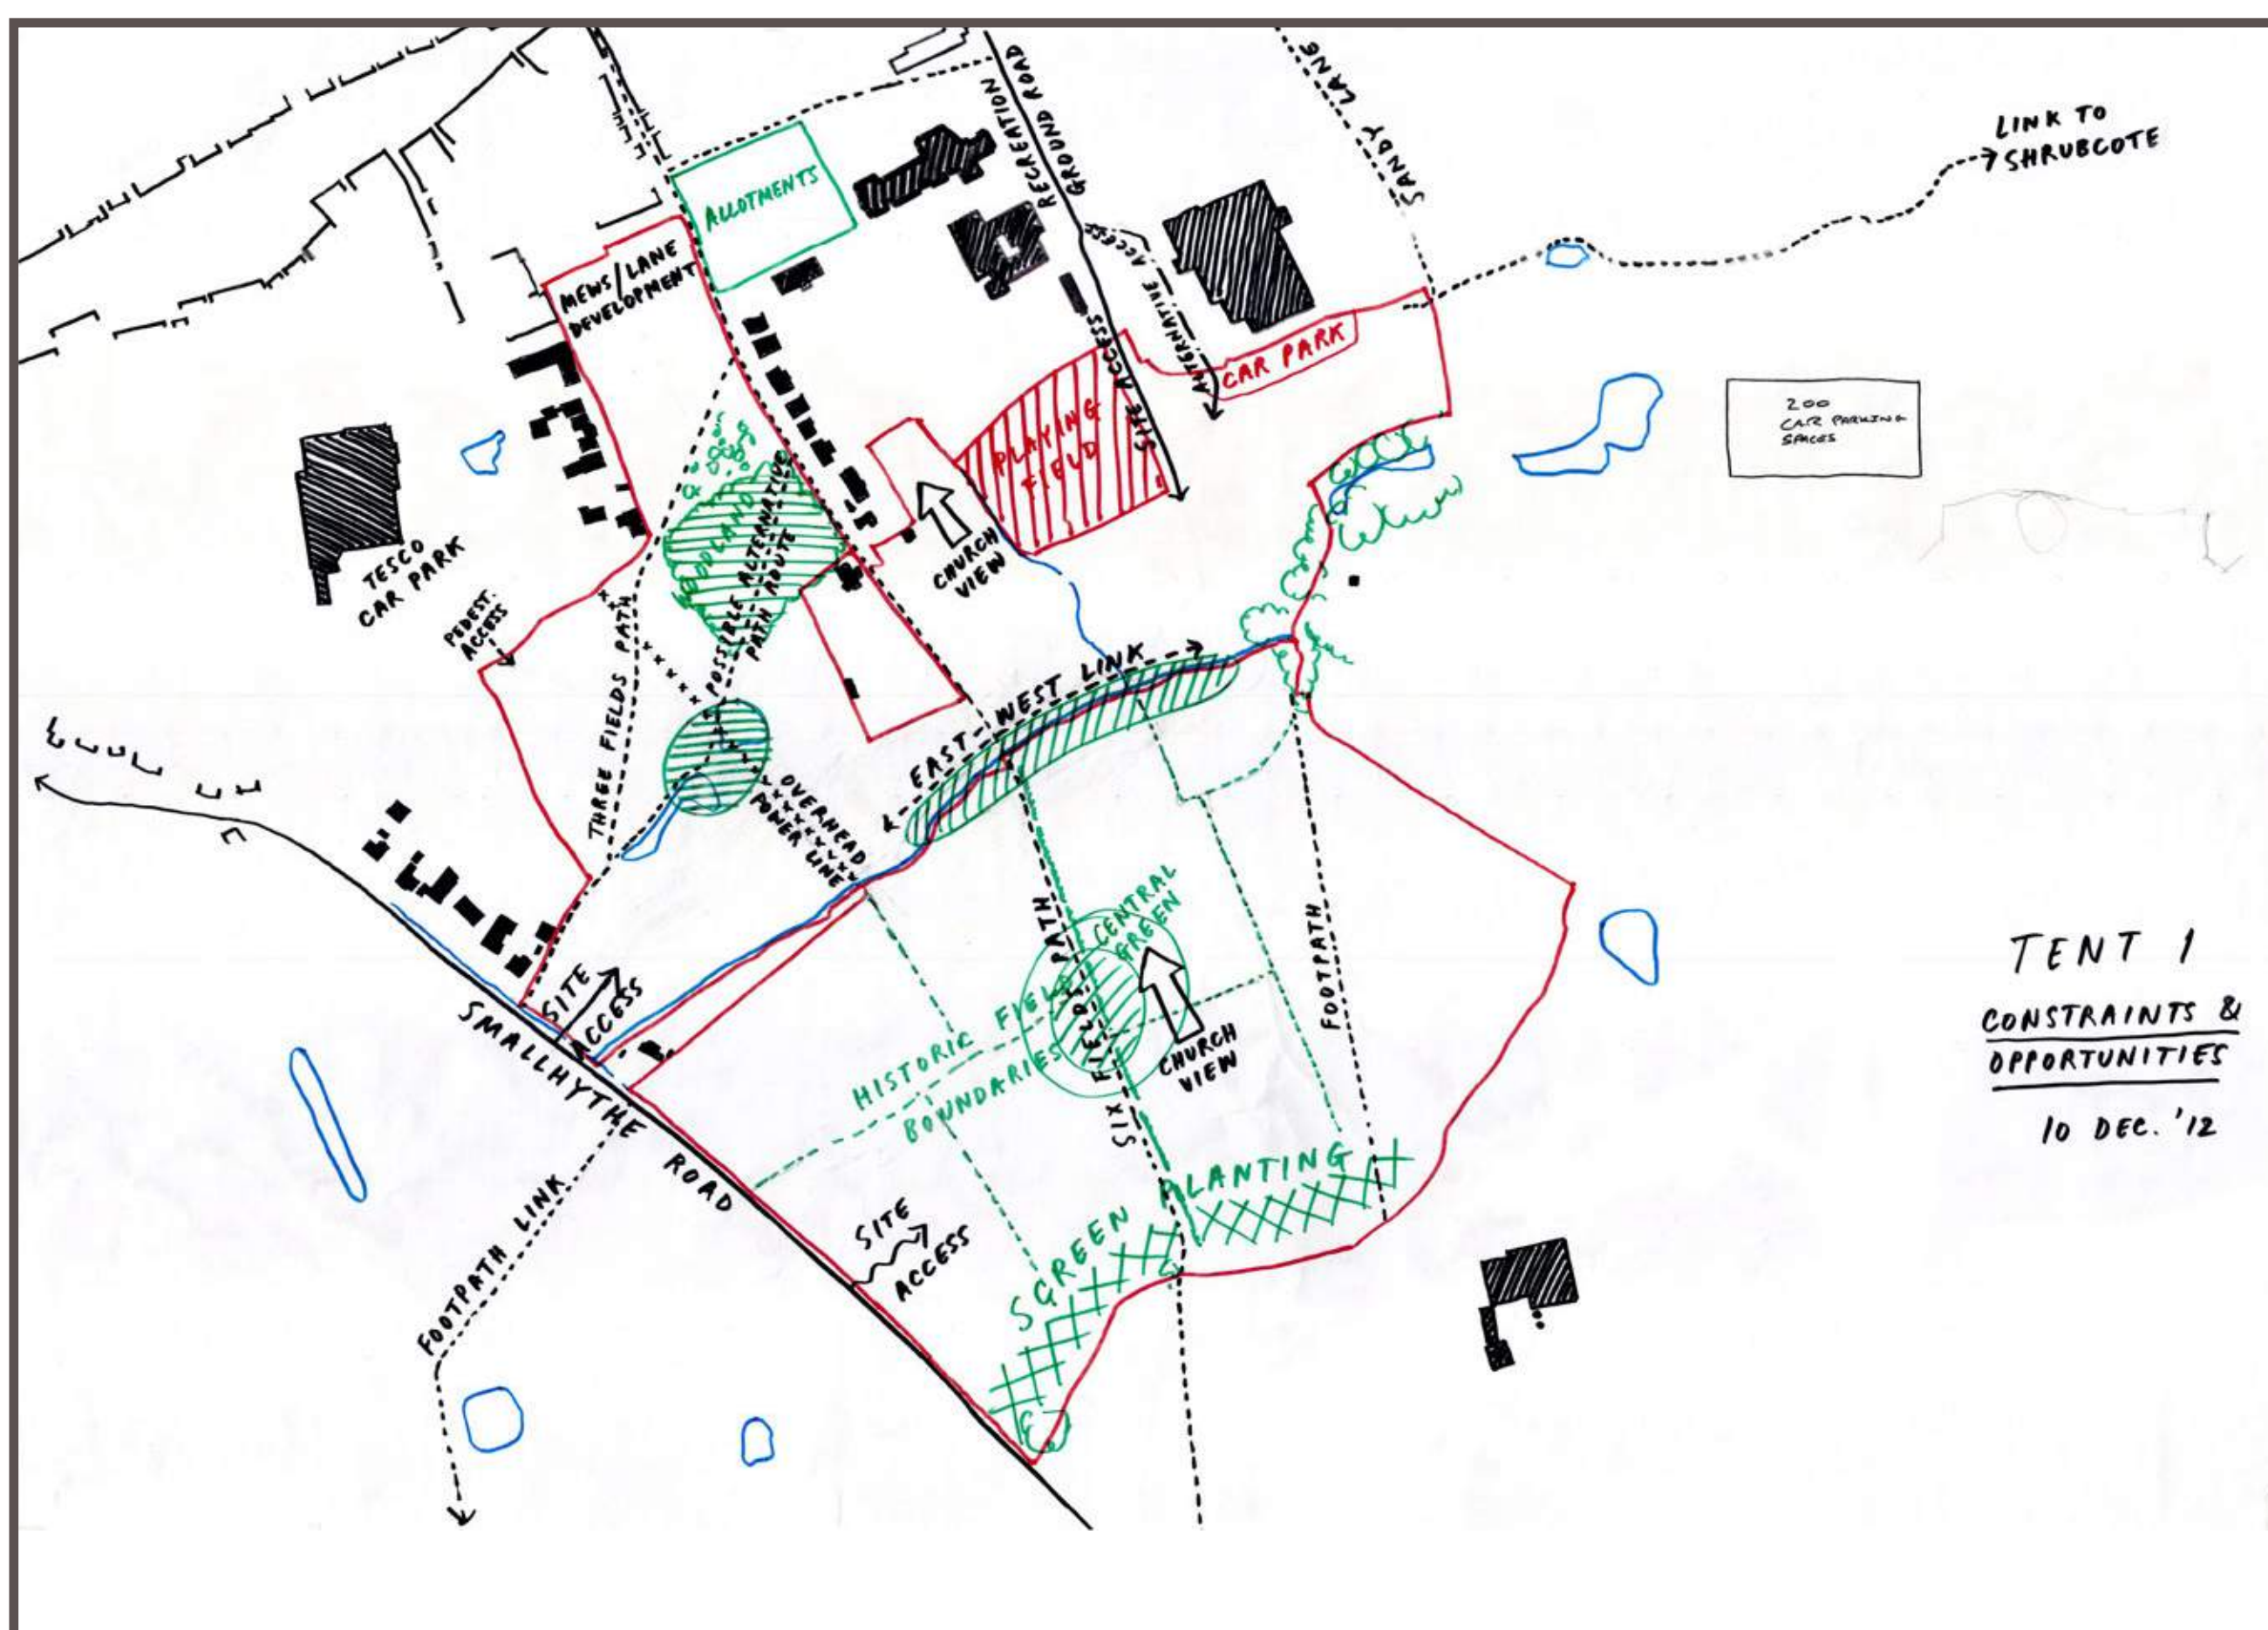 RECREATION
GROUND ROAD
SANDY LANE
LINK TO
SHRUBCOTE
ALLOTMENTS
MEWS/LANE
DEVELOPMENT
L
ALTERNATIVE ACCESS
SITE ACCESS
CAR PARK
PLAYING
FIELD
200
CAR PARKING
SPACES
TESCO
CAR PARK
PEDEST.
ACCESS
WOODLAND
POSSIBLE ALTERNATIVE
PATH ROUTE
CHURCH
VIEW
THREE FIELDS PATH
EAST-WEST LINK
OVERHEAD
POWER LINE
SITE
ACCESS
SMALLHYTHE ROAD
FOOTPATH LINK
CENTRAL
GREEN
SIX FIELDS PATH
FOOTPATH
HISTORIC FIELD
BOUNDARIES
CHURCH
VIEW
SITE
ACCESS
SCREEN PLANTING
TENT 1
CONSTRAINTS &
OPPORTUNITIES
10 DEC. '12